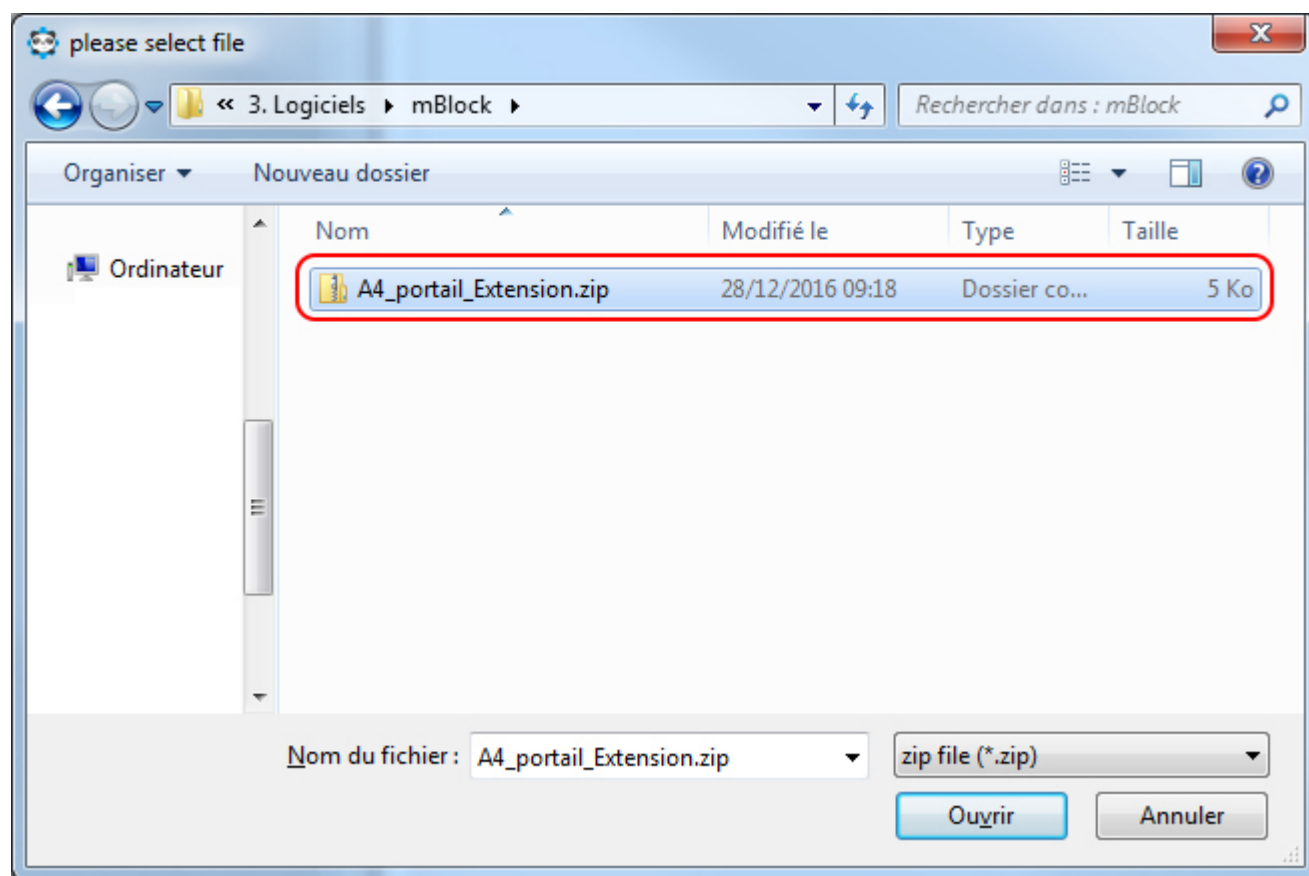 please select file
« 3. Logiciels ▸ mBlock ▸ Rechercher dans : mBlock
Organiser Nouveau dossier
Nom Modifié le Type Taille
Ordinateur
A4_portail_Extension.zip 28/12/2016 09:18 Dossier co... 5 Ko
Nom du fichier : A4_portail_Extension.zip zip file (*.zip)
Ouvrir Annuler